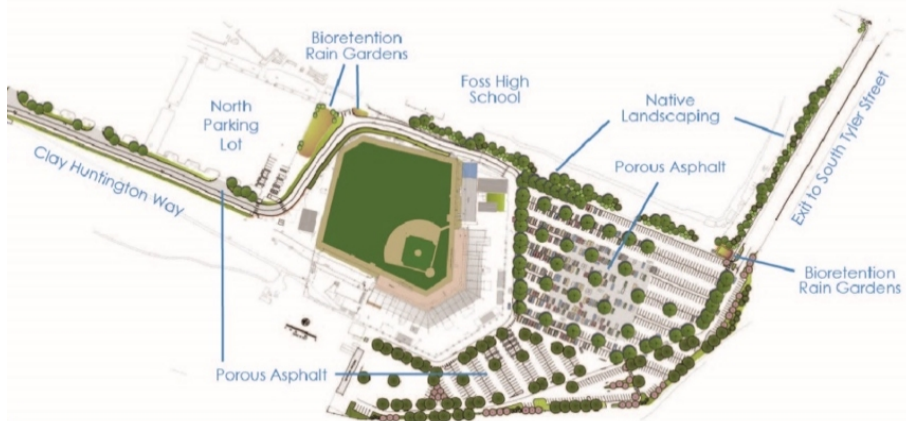 Bioretention
Rain Gardens
Foss High
School
North
Parking
Lot
Native
Landscaping
Clay Huntington Way
Porous Asphalt
Exit to South Tyler Street
Bioretention
Rain Gardens
Porous Asphalt